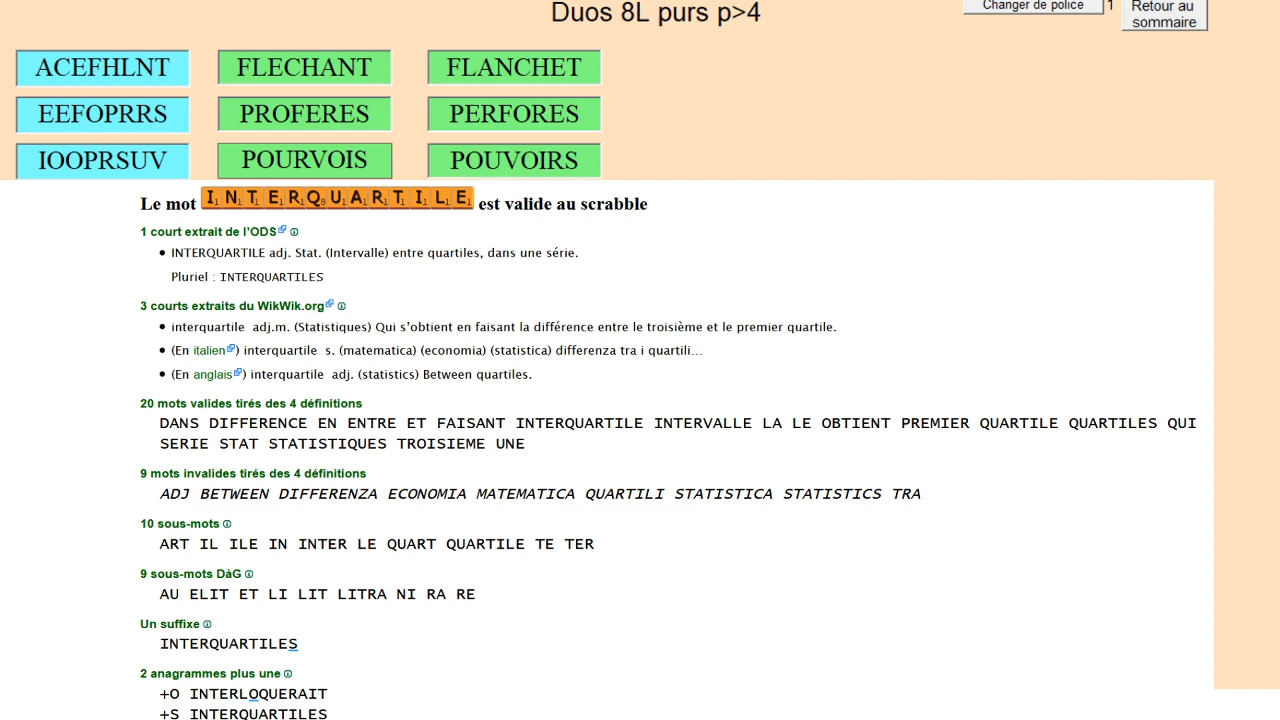 Duos 8L purs p>4
Changer de police 1
Retour au sommaire
ACEFHLNT FLECHANT FLANCHET
EEFOPRRS PROFERES PERFORES
IOOPRSUV POURVOIS POUVOIRS
Le mot I1N1T1E1R1Q8U1A1R1T1I1L1E1 est valide au scrabble
1 court extrait de l’ODS
• INTERQUARTILE adj. Stat. (Intervalle) entre quartiles, dans une série.
Pluriel : INTERQUARTILES
3 courts extraits du WikWik.org
• interquartile adj.m. (Statistiques) Qui s’obtient en faisant la différence entre le troisième et le premier quartile.
• (En italien) interquartile s. (matematica) (economia) (statistica) differenza tra i quartili…
• (En anglais) interquartile adj. (statistics) Between quartiles.
20 mots valides tirés des 4 définitions
DANS DIFFERENCE EN ENTRE ET FAISANT INTERQUARTILE INTERVALLE LA LE OBTIENT PREMIER QUARTILE QUARTILES QUI
SERIE STAT STATISTIQUES TROISIEME UNE
9 mots invalides tirés des 4 définitions
ADJ BETWEEN DIFFERENZA ECONOMIA MATEMATICA QUARTILI STATISTICA STATISTICS TRA
10 sous-mots
ART IL ILE IN INTER LE QUART QUARTILE TE TER
9 sous-mots DàG
AU ELIT ET LI LIT LITRA NI RA RE
Un suffixe
INTERQUARTILES
2 anagrammes plus une
+O INTERLOQUERAIT
+S INTERQUARTILES